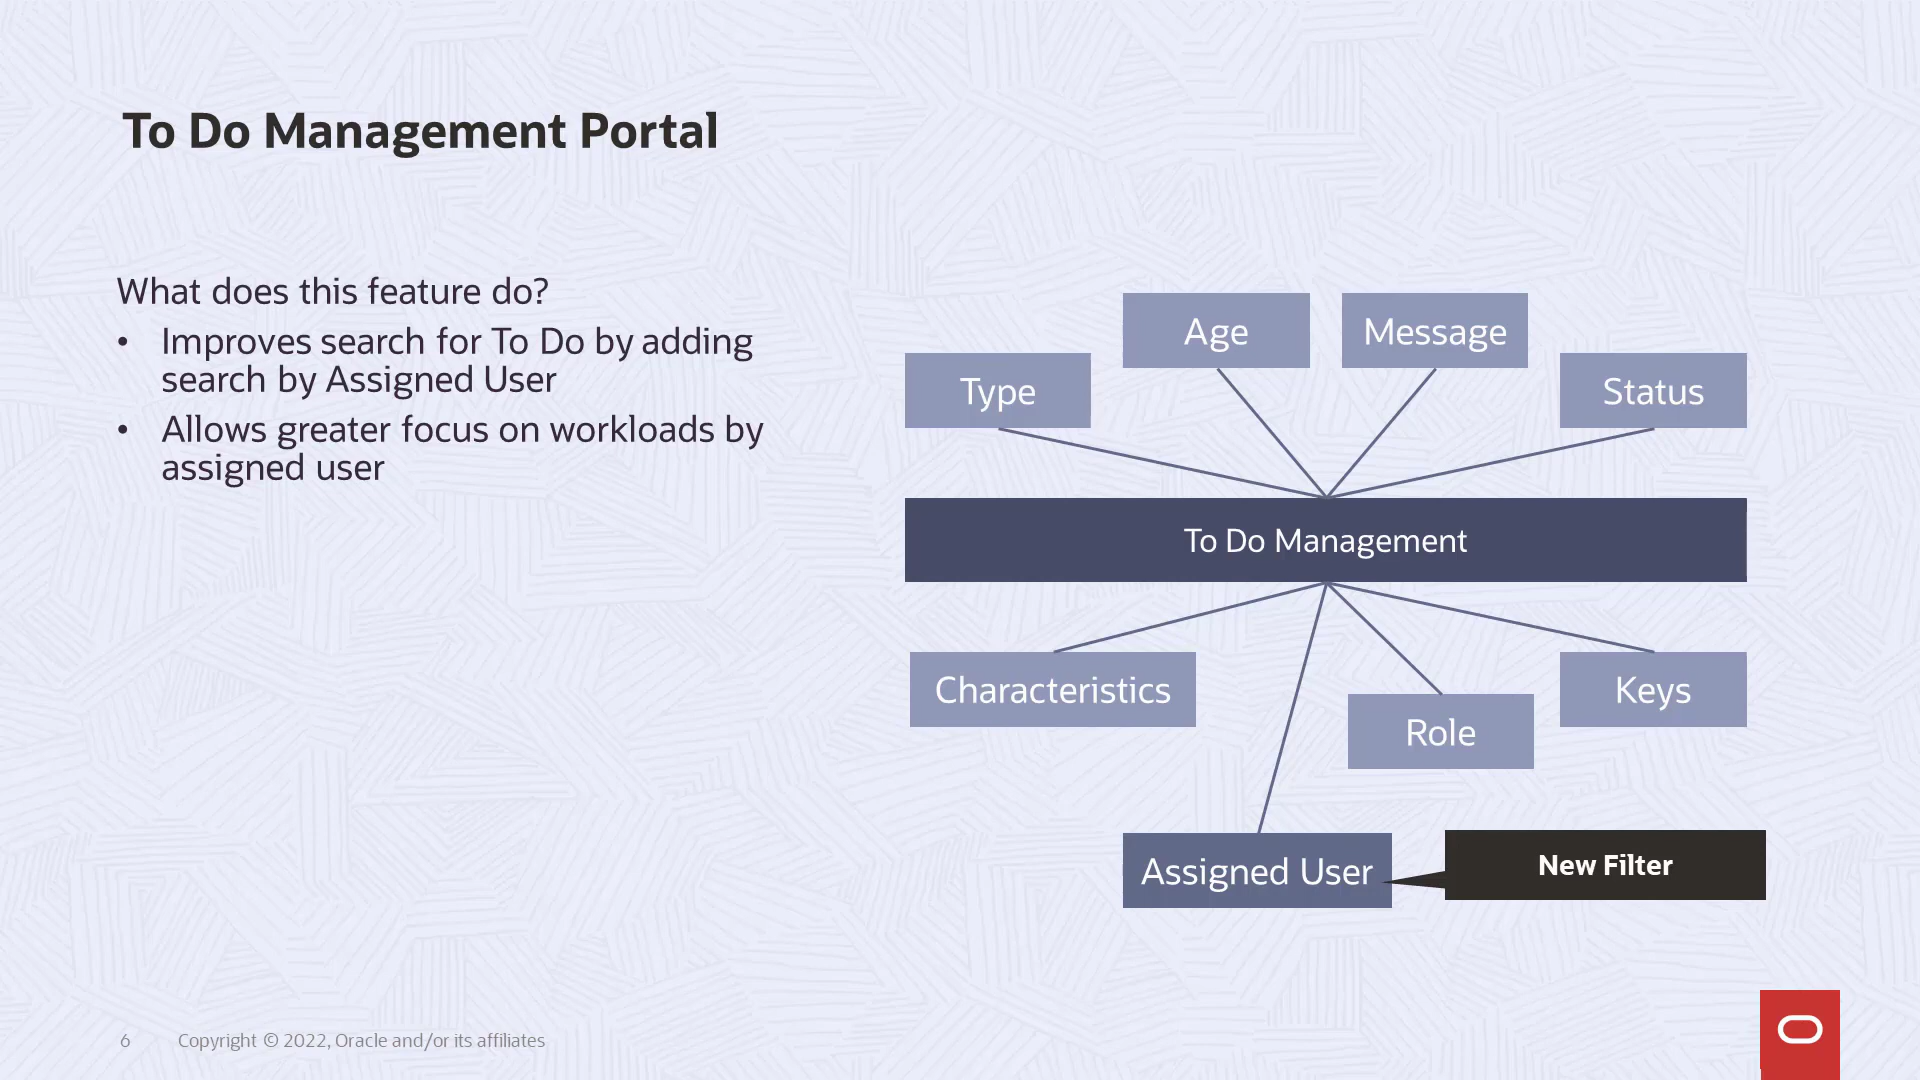 To Do Management Portal
What does this feature do?
• Improves search for To Do by adding
search by Assigned User
• Allows greater focus on workloads by
assigned user
Age
Message
Type
Status
To Do Management
Characteristics
Keys
Role
Assigned User
New Filter
6 Copyright © 2022, Oracle and/or its affiliates